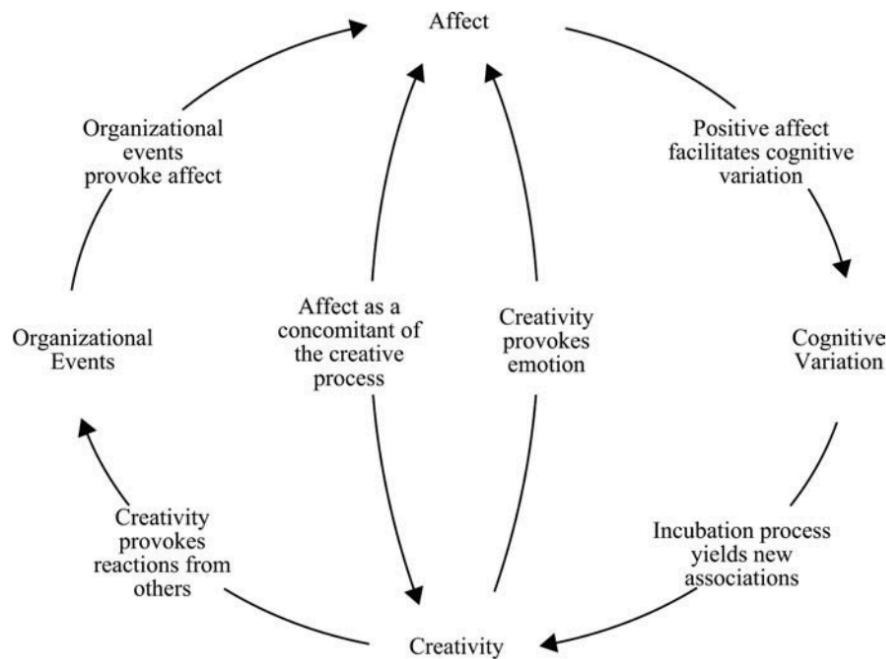 Affect
Organizational
events
provoke affect
Positive affect
facilitates cognitive
variation
Organizational
Events
Affect as a
concomitant of
the creative
process
Creativity
provokes
emotion
Cognitive
Variation
Creativity
provokes
reactions from
others
Incubation process
yields new
associations
Creativity